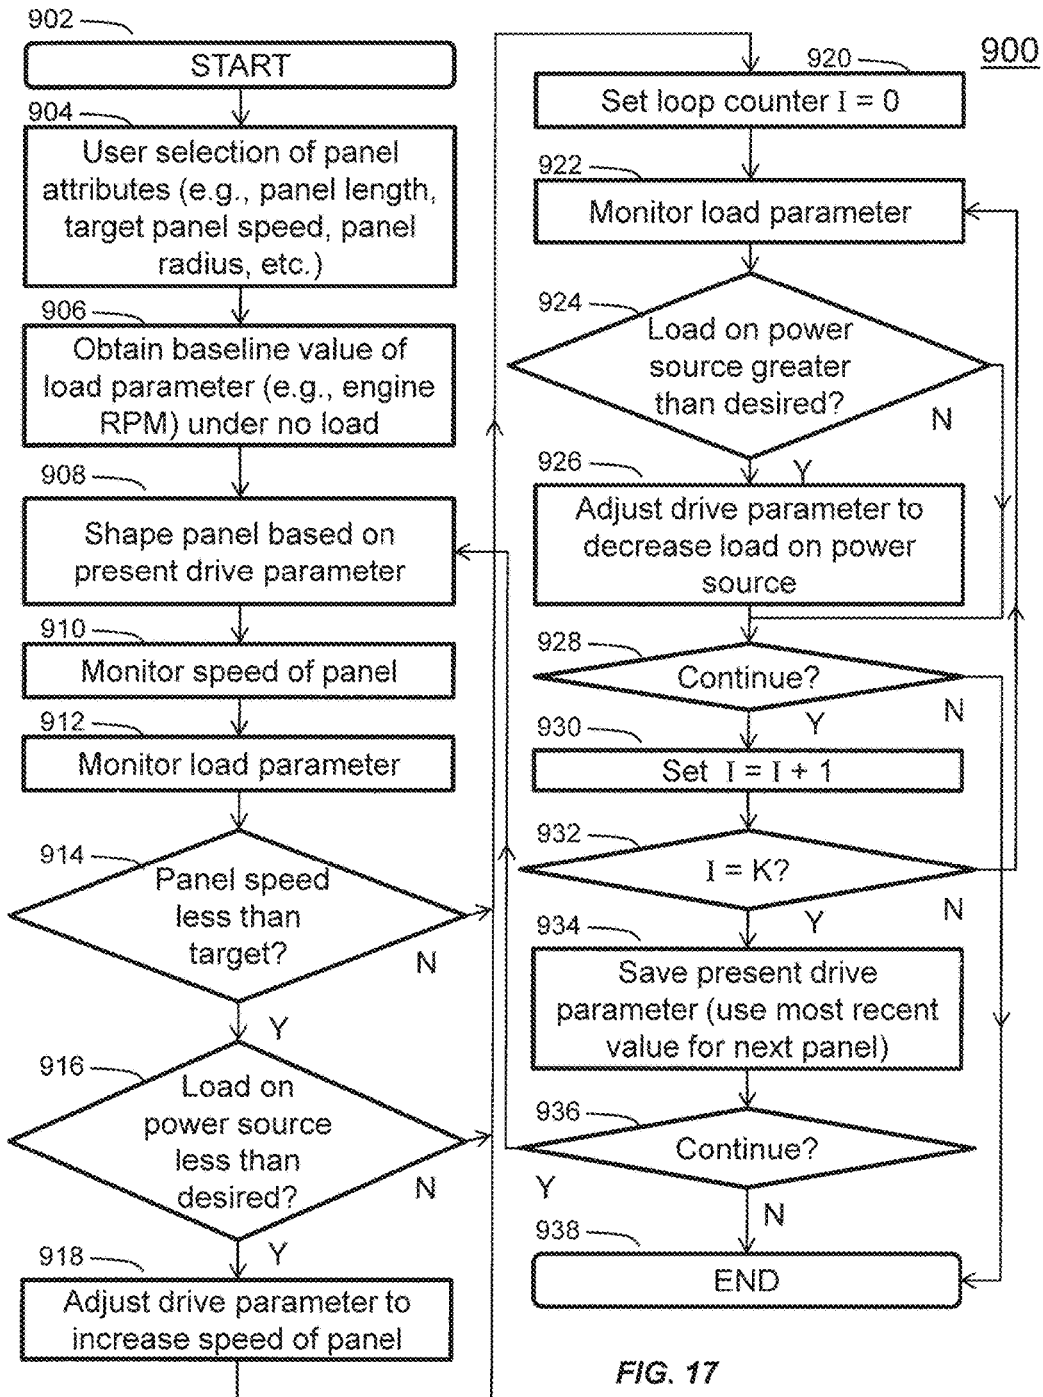 902
START
904
User selection of panel
attributes (e.g., panel length,
target panel speed, panel
radius, etc.)
906
Obtain baseline value of
load parameter (e.g., engine
RPM) under no load
908
Shape panel based on
present drive parameter
910
Monitor speed of panel
912
Monitor load parameter
914
Panel speed
less than
target?
N
Y
916
Load on
power source
less than
desired?
N
Y
918
Adjust drive parameter to
increase speed of panel
900
920
Set loop counter I = 0
922
Monitor load parameter
924
Load on power
source greater
than desired?
N
Y
926
Adjust drive parameter to
decrease load on power
source
928
Continue?
N
Y
930
Set I = I + 1
932
I = K?
N
Y
934
Save present drive
parameter (use most recent
value for next panel)
936
Continue?
Y
N
938
END
FIG. 17